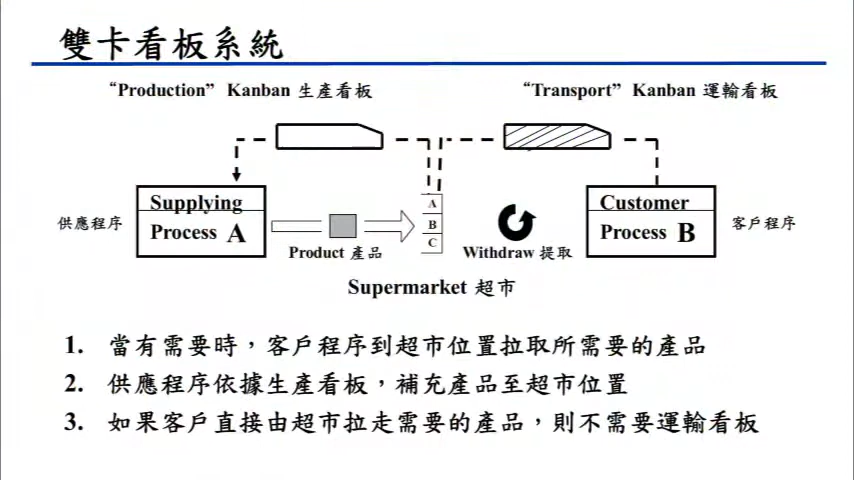 雙卡看板系統
“Production” Kanban 生產看板
“Transport” Kanban 運輸看板
供應程序
Supplying
Process A
Product 產品
A
B
C
Withdraw 提取
Customer
Process B
客戶程序
Supermarket 超市
1. 當有需要時，客戶程序到超市位置拉取所需要的產品
2. 供應程序依據生產看板，補充產品至超市位置
3. 如果客戶直接由超市拉走需要的產品，則不需要運輸看板